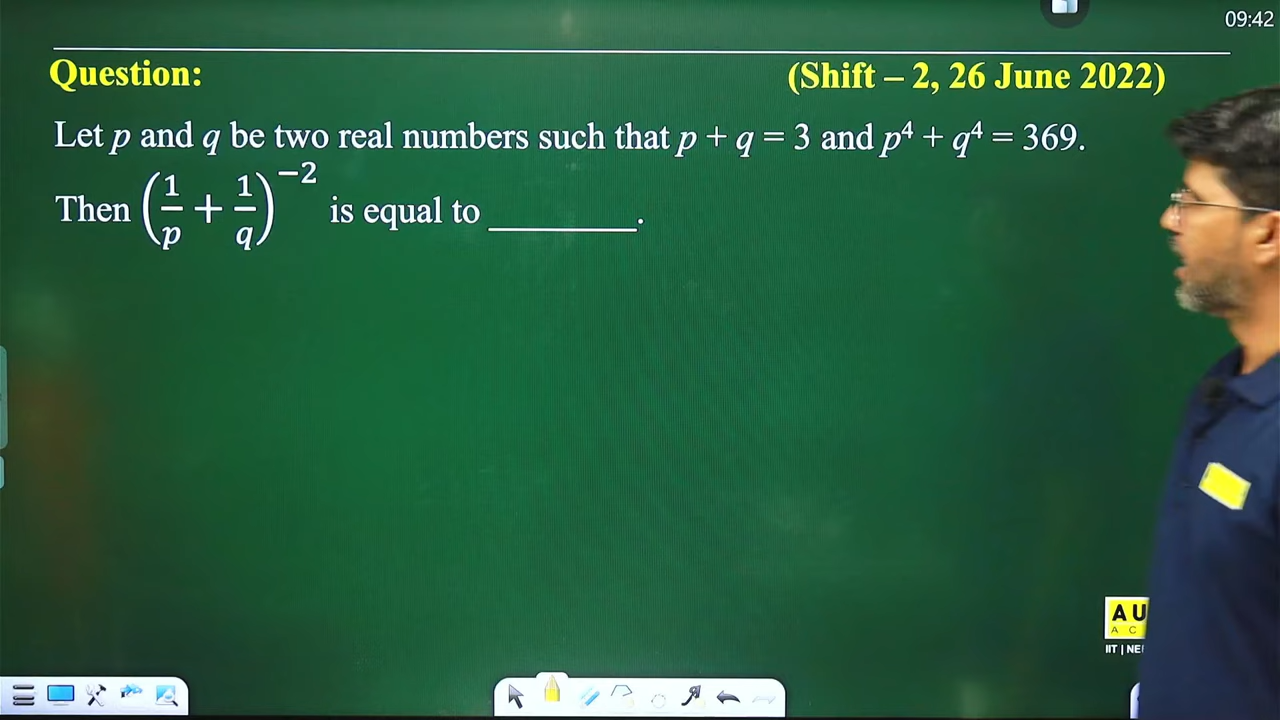 09:42
Question: (Shift – 2, 26 June 2022)
Let p and q be two real numbers such that p + q = 3 and p⁴ + q⁴ = 369.
Then (1/p + 1/q)⁻² is equal to ________.
AU
AC
IIT | NE